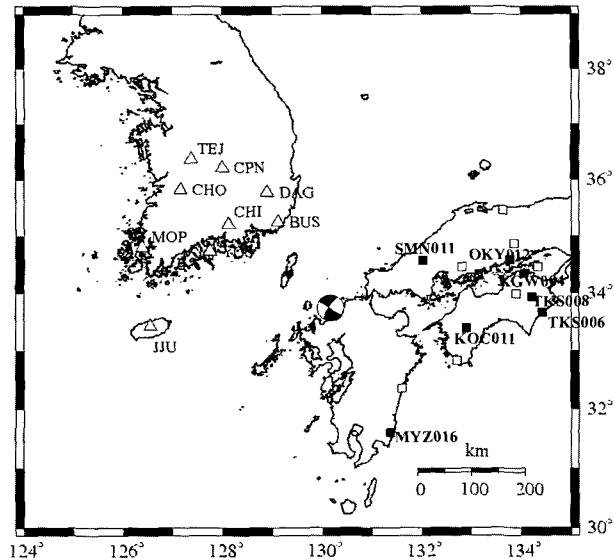 38°
36°
34°
32°
30°
124°
126°
128°
130°
132°
134°
TEJ
CPN
CHO
DAG
CHI
BUS
MOP
JJU
SMN011
OKY012
KGW004
TKS008
TKS006
KOC011
MYZ016
km
0 100 200